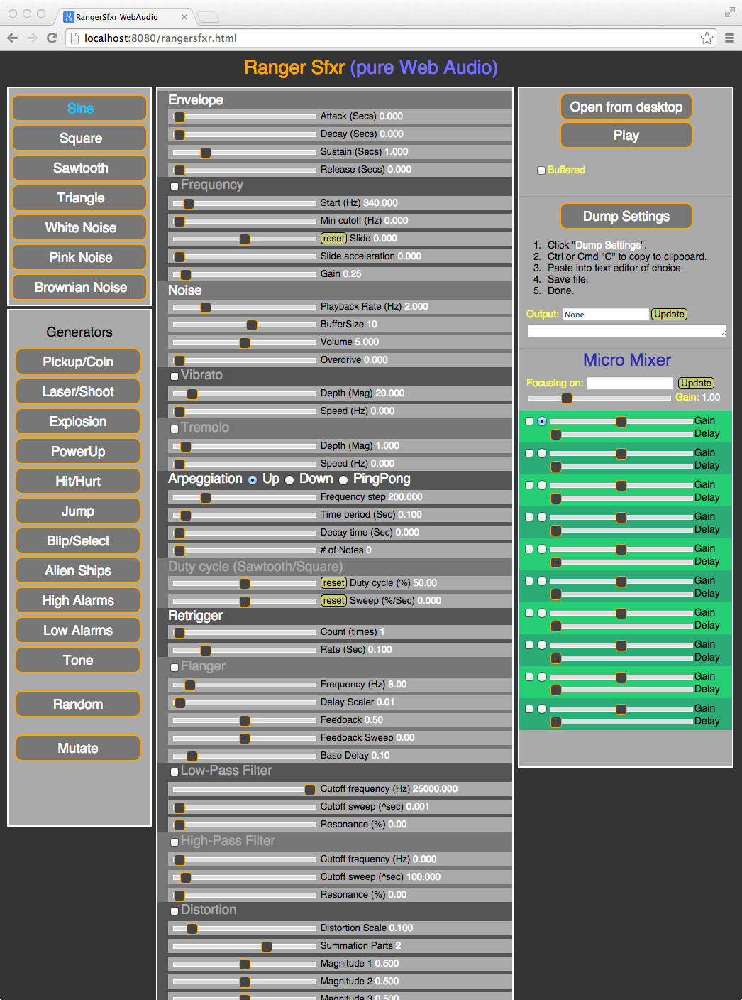 RangerSfxr WebAudio
localhost:8080/rangersfxr.html
Ranger Sfxr (pure Web Audio)
Sine
Square
Sawtooth
Triangle
White Noise
Pink Noise
Brownian Noise
Generators
Pickup/Coin
Laser/Shoot
Explosion
PowerUp
Hit/Hurt
Jump
Blip/Select
Alien Ships
High Alarms
Low Alarms
Tone
Random
Mutate
Envelope
Attack (Secs) 0.000
Decay (Secs) 0.000
Sustain (Secs) 1.000
Release (Secs) 0.000
Frequency
Start (Hz) 340.000
Min cutoff (Hz) 0.000
reset Slide 0.000
Slide acceleration 0.000
Gain 0.25
Noise
Playback Rate (Hz) 2.000
BufferSize 10
Volume 5.000
Overdrive 0.000
Vibrato
Depth (Mag) 20.000
Speed (Hz) 0.000
Tremolo
Depth (Mag) 1.000
Speed (Hz) 0.000
Arpeggiation Up Down PingPong
Frequency step 200.000
Time period (Sec) 0.100
Decay time (Sec) 0.000
# of Notes 0
Duty cycle (Sawtooth/Square)
reset Duty cycle (%) 50.00
reset Sweep (%/Sec) 0.000
Retrigger
Count (times) 1
Rate (Sec) 0.100
Flanger
Frequency (Hz) 8.00
Delay Scaler 0.01
Feedback 0.50
Feedback Sweep 0.00
Base Delay 0.10
Low-Pass Filter
Cutoff frequency (Hz) 25000.000
Cutoff sweep (^sec) 0.001
Resonance (%) 0.00
High-Pass Filter
Cutoff frequency (Hz) 0.000
Cutoff sweep (^sec) 100.000
Resonance (%) 0.00
Distortion
Distortion Scale 0.100
Summation Parts 2
Magnitude 1 0.500
Magnitude 2 0.500
Magnitude 3 0.500
Open from desktop
Play
Buffered
Dump Settings
1. Click "Dump Settings".
2. Ctrl or Cmd "C" to copy to clipboard.
3. Paste into text editor of choice.
4. Save file.
5. Done.
Output: None Update
Micro Mixer
Focusing on: Update
Gain: 1.00
Gain
Delay
Gain
Delay
Gain
Delay
Gain
Delay
Gain
Delay
Gain
Delay
Gain
Delay
Gain
Delay
Gain
Delay
Gain
Delay